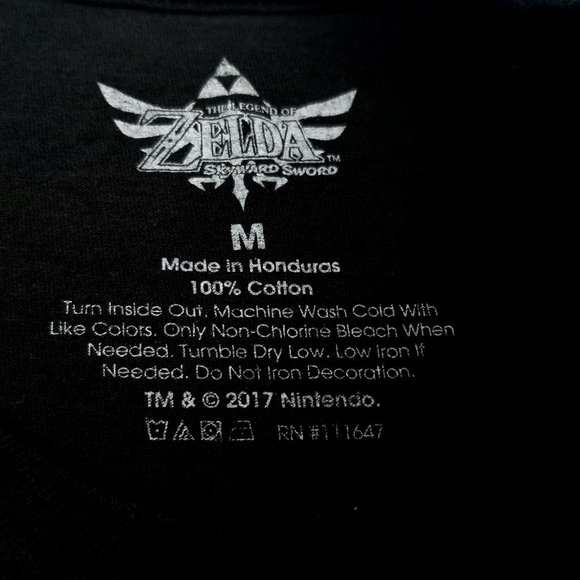 THE LEGEND OF
ZELDA TM
SKYWARD SWORD
M
Made in Honduras
100% Cotton
Turn Inside Out. Machine Wash Cold With
Like Colors. Only Non-Chlorine Bleach When
Needed. Tumble Dry Low. Low Iron If
Needed. Do Not Iron Decoration.
TM & © 2017 Nintendo.
RN #111647